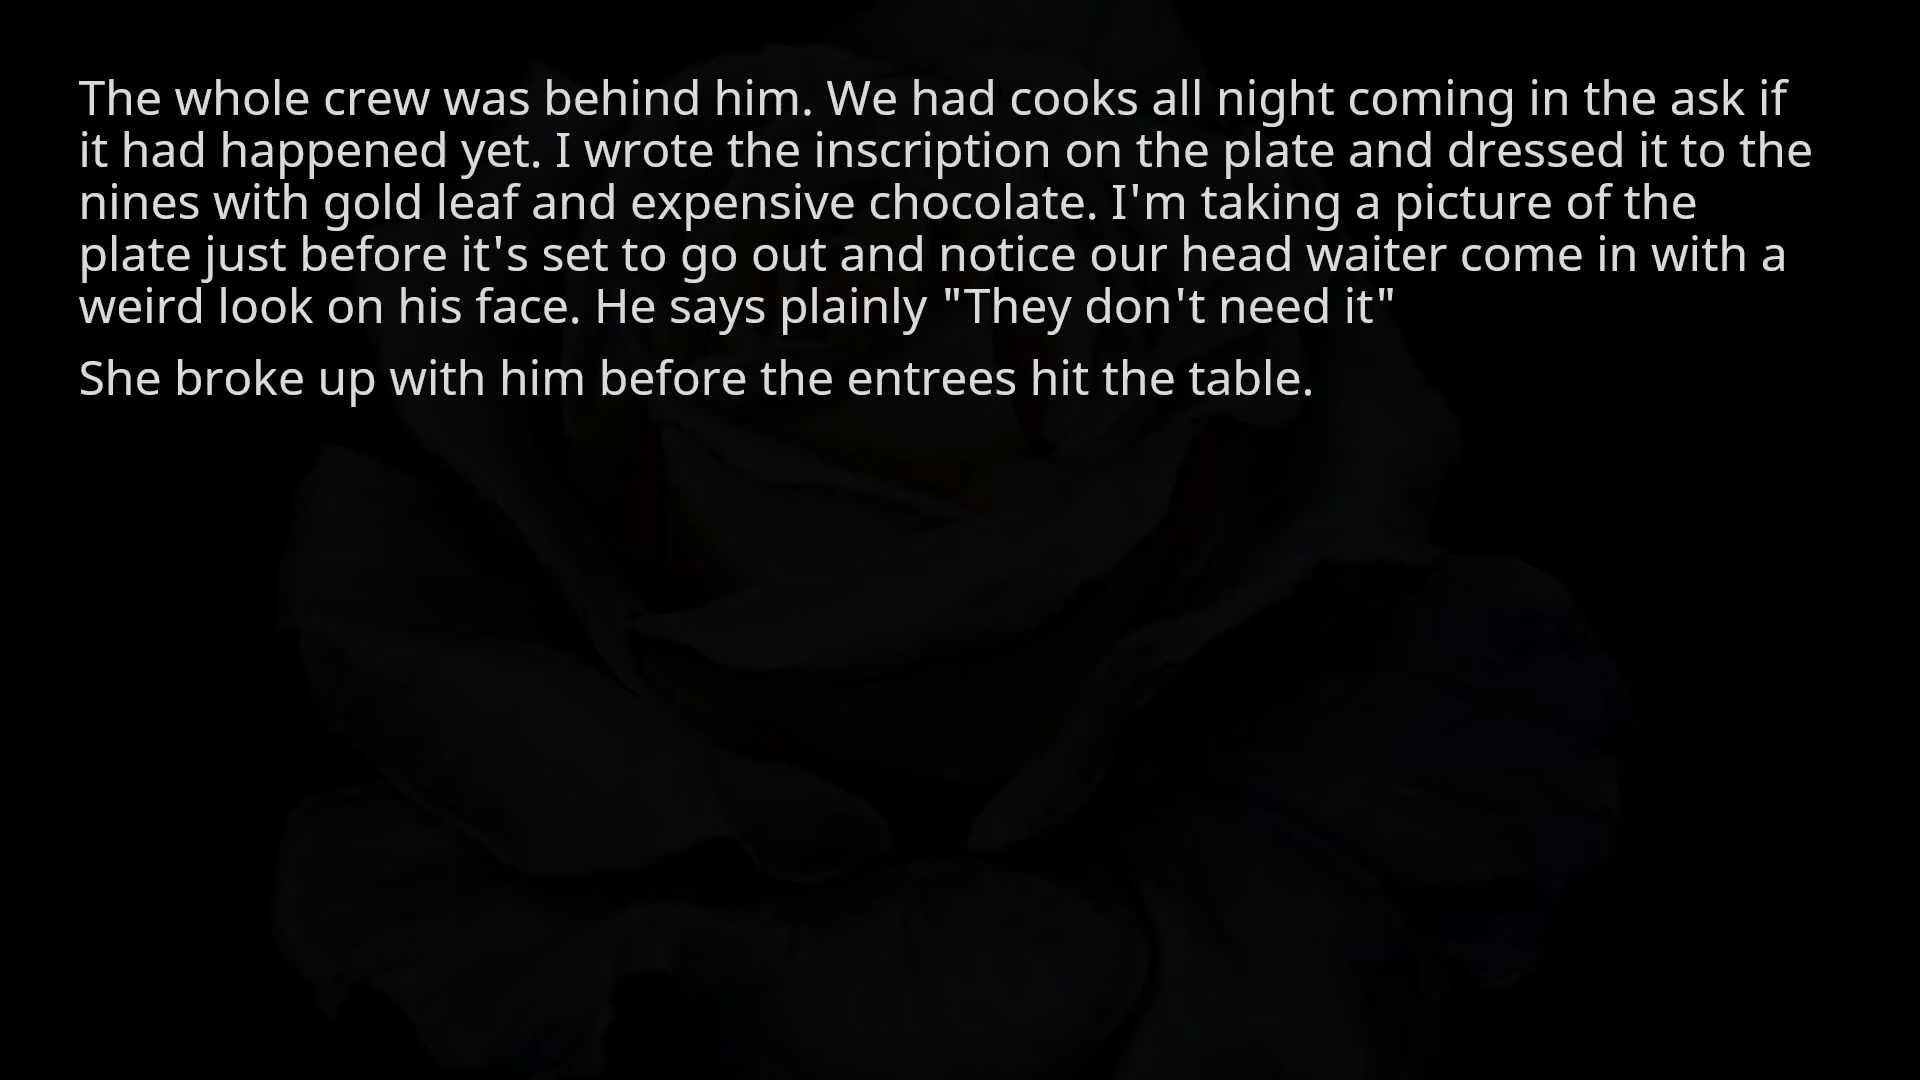 The whole crew was behind him. We had cooks all night coming in the ask if
it had happened yet. I wrote the inscription on the plate and dressed it to the
nines with gold leaf and expensive chocolate. I'm taking a picture of the
plate just before it's set to go out and notice our head waiter come in with a
weird look on his face. He says plainly "They don't need it"
She broke up with him before the entrees hit the table.